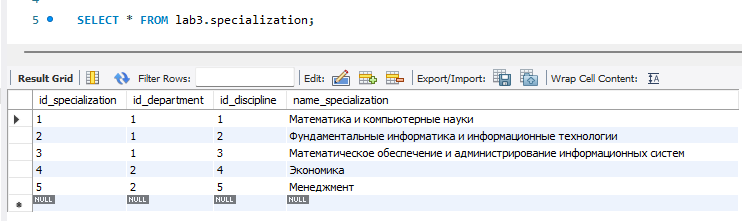 5 SELECT * FROM lab3.specialization;
Result Grid Filter Rows: Edit: Export/Import: Wrap Cell Content: IA
id_specialization id_department id_discipline name_specialization
1 1 1 Математика и компьютерные науки
2 1 2 Фундаментальные информатика и информационные технологии
3 1 3 Математическое обеспечение и администрирование информационных систем
4 2 4 Экономика
5 2 5 Менеджмент
NULL NULL NULL NULL